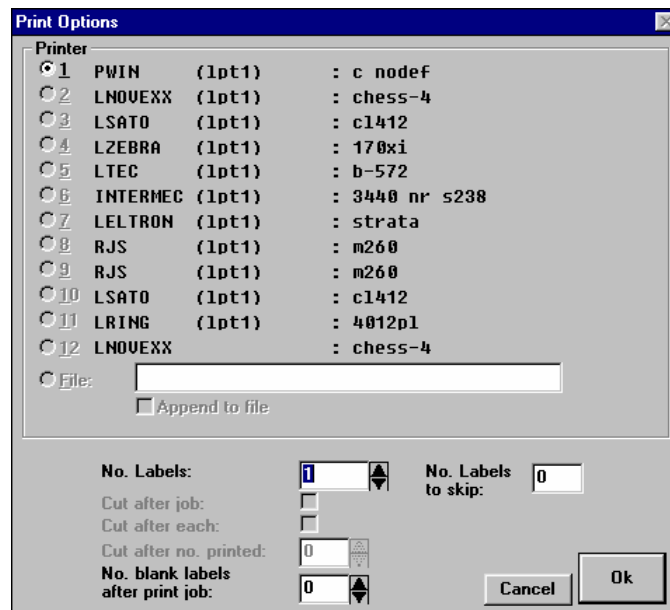 Print Options
Printer
1 PWIN (lpt1) : c nodef
2 LNOVEXX (lpt1) : chess-4
3 LSATO (lpt1) : cl412
4 LZEBRA (lpt1) : 170xi
5 LTEC (lpt1) : b-572
6 INTERMEC (lpt1) : 3440 nr s238
7 LELTRON (lpt1) : strata
8 RJS (lpt1) : m260
9 RJS (lpt1) : m260
10 LSATO (lpt1) : cl412
11 LRING (lpt1) : 4012pl
12 LNOVEXX : chess-4
File:
Append to file
No. Labels: 1 No. Labels
to skip: 0
Cut after job:
Cut after each:
Cut after no. printed: 0
No. blank labels
after print job: 0
Cancel Ok